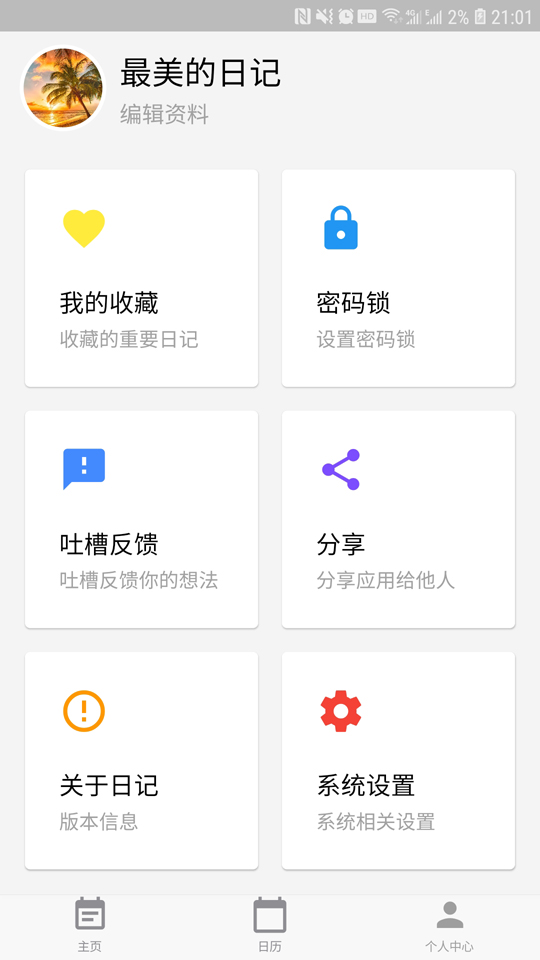 HD 4G E 2% 21:01
最美的日记
编辑资料
我的收藏
收藏的重要日记
密码锁
设置密码锁
吐槽反馈
吐槽反馈你的想法
分享
分享应用给他人
关于日记
版本信息
系统设置
系统相关设置
主页
日历
个人中心